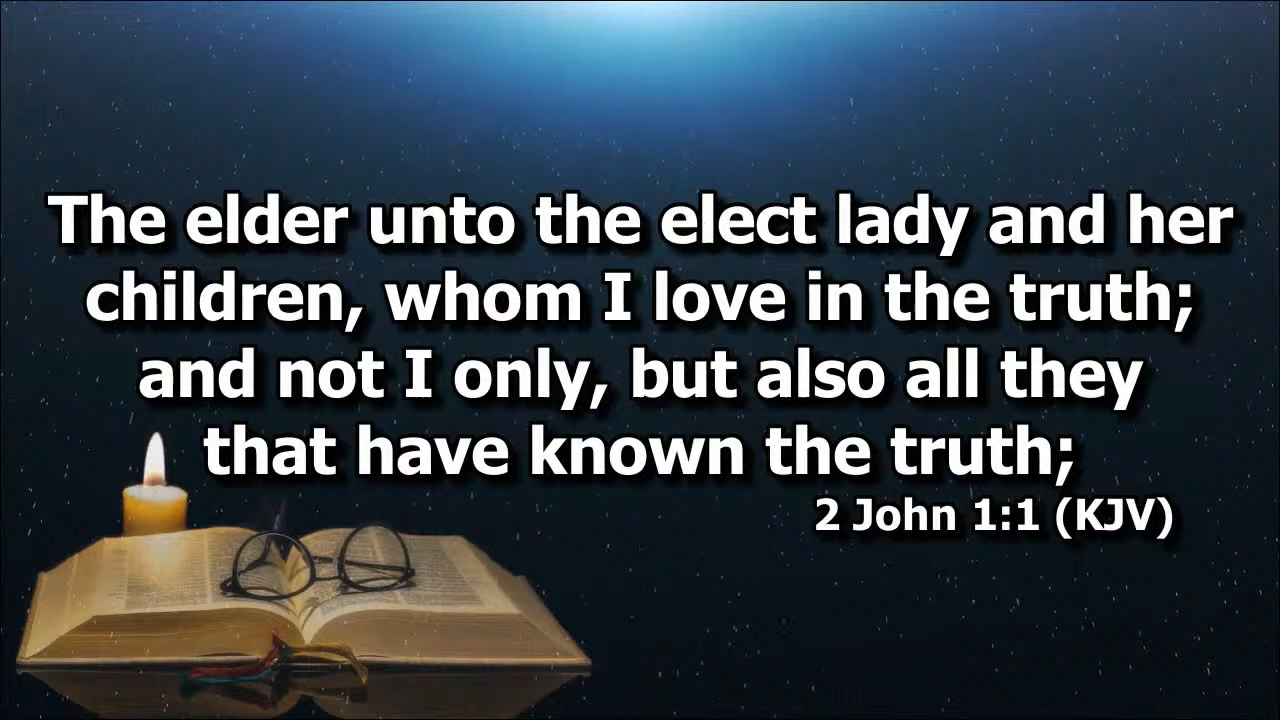 The elder unto the elect lady and her
children, whom I love in the truth;
and not I only, but also all they
that have known the truth;
2 John 1:1 (KJV)